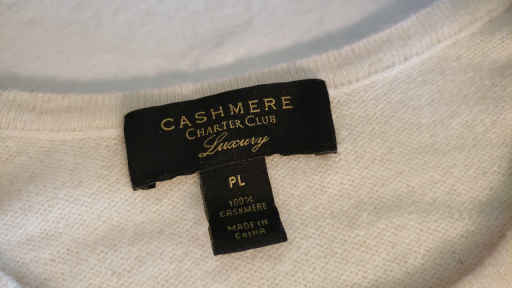 CASHMERE
CHARTER CLUB
Luxury
PL
100%
CASHMERE
MADE IN
CHINA